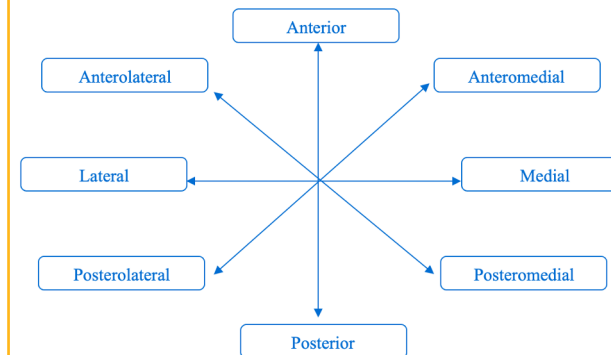 Anterior
Anterolateral
Anteromedial
Lateral
Medial
Posterolateral
Posteromedial
Posterior